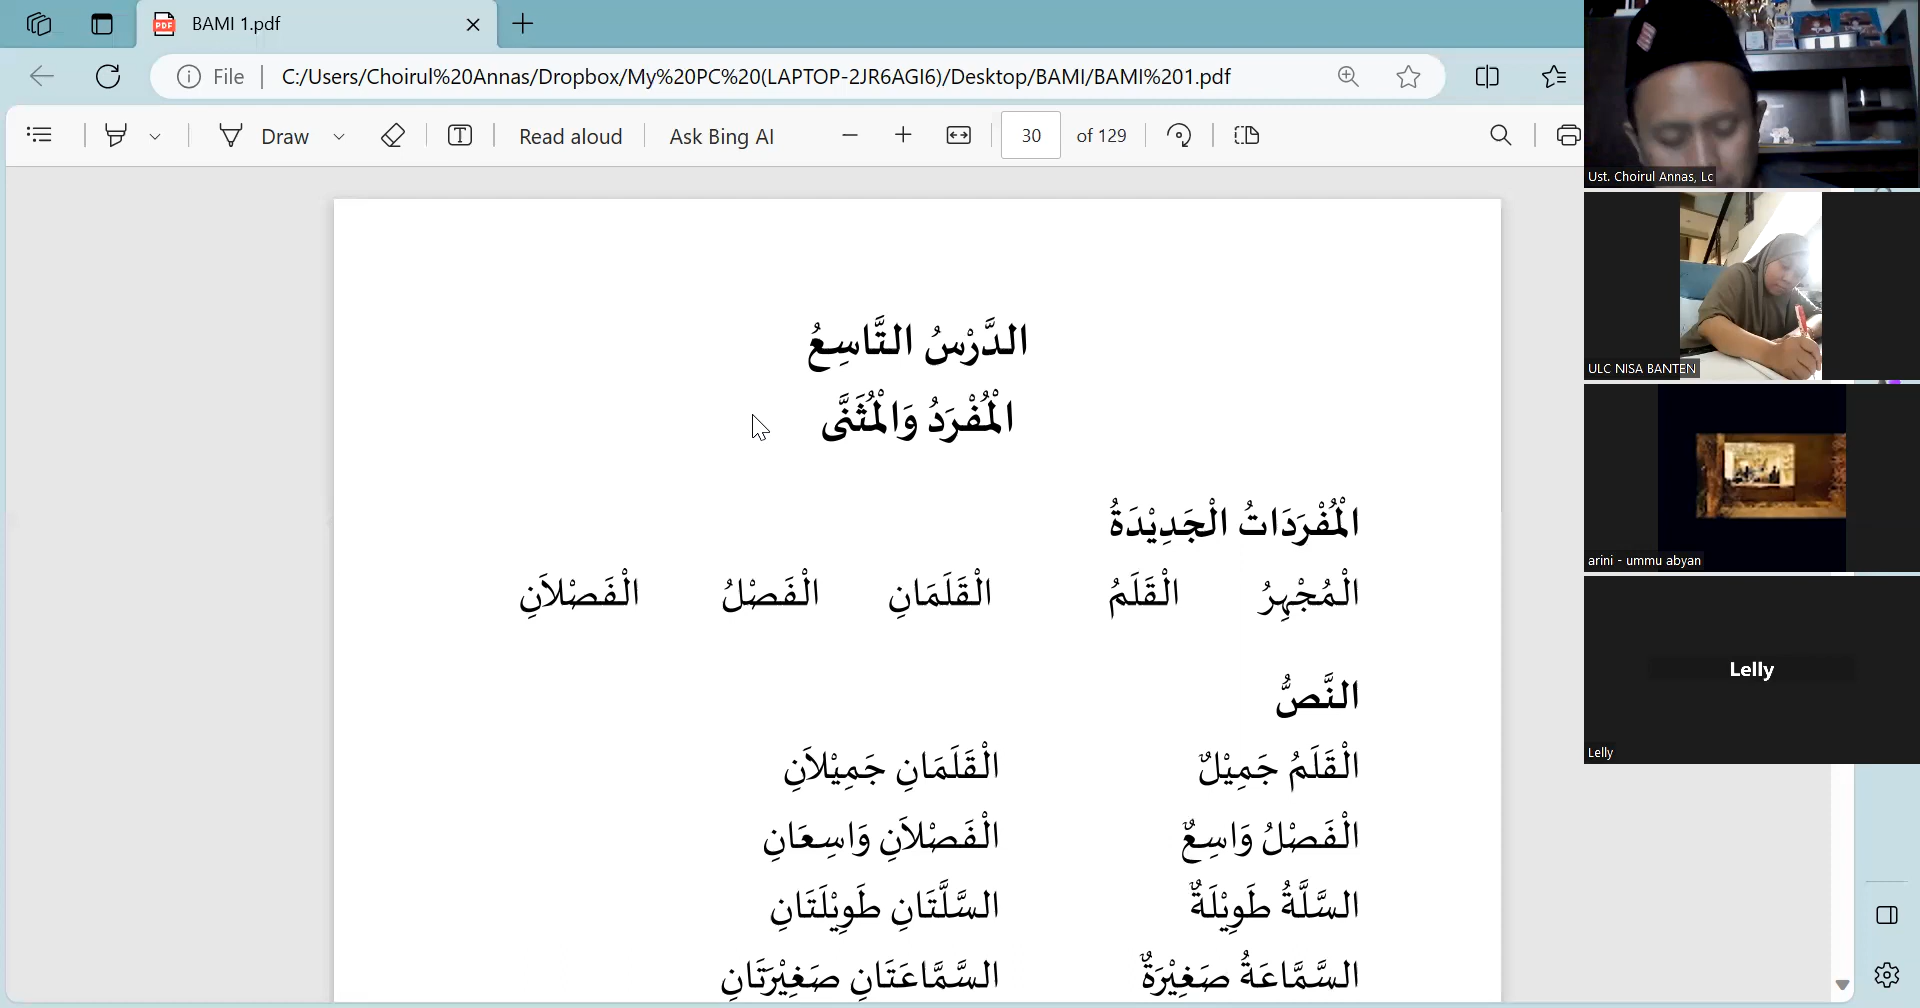 BAMI 1.pdf
File
C:/Users/Choirul%20Annas/Dropbox/My%20PC%20(LAPTOP-2JR6AGI6)/Desktop/BAMI/BAMI%201.pdf
Draw
Read aloud
Ask Bing AI
30 of 129
الدَّرْسُ التَّاسِعُ
الْمُفْرَدُ وَالْمُثَنَّى
الْمُفْرَدَاتُ الْجَدِيْدَةُ
الْمُجْهِرُ الْقَلَمُ الْقَلَمَانِ الْفَصْلُ الْفَصْلاَنِ
النَّصُّ
الْقَلَمُ جَمِيْلٌ الْقَلَمَانِ جَمِيْلاَنِ
الْفَصْلُ وَاسِعٌ الْفَصْلاَنِ وَاسِعَانِ
السَّلَّةُ طَوِيْلَةٌ السَّلَّتَانِ طَوِيْلَتَانِ
السَّمَّاعَةُ صَغِيْرَةٌ السَّمَّاعَتَانِ صَغِيْرَتَانِ
Ust. Choirul Annas, Lc
ULC NISA BANTEN
arini - ummu abyan
Lelly
Lelly